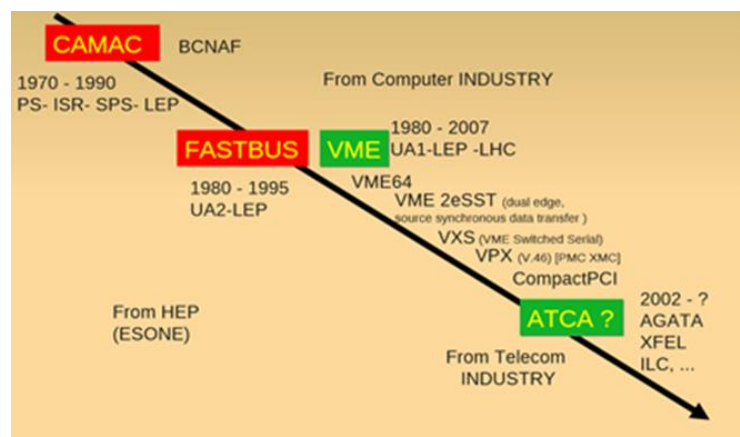 CAMAC
BCNAF
1970 - 1990
PS- ISR- SPS- LEP
From Computer INDUSTRY
FASTBUS
VME
1980 - 2007
UA1-LEP -LHC
1980 - 1995
UA2-LEP
VME64
VME 2eSST (dual edge,
source synchronous data transfer )
VXS (VME Switched Serial)
VPX (V.46) [PMC XMC]
CompactPCI
From HEP
(ESONE)
ATCA ?
2002 - ?
AGATA
XFEL
ILC, ...
From Telecom
INDUSTRY